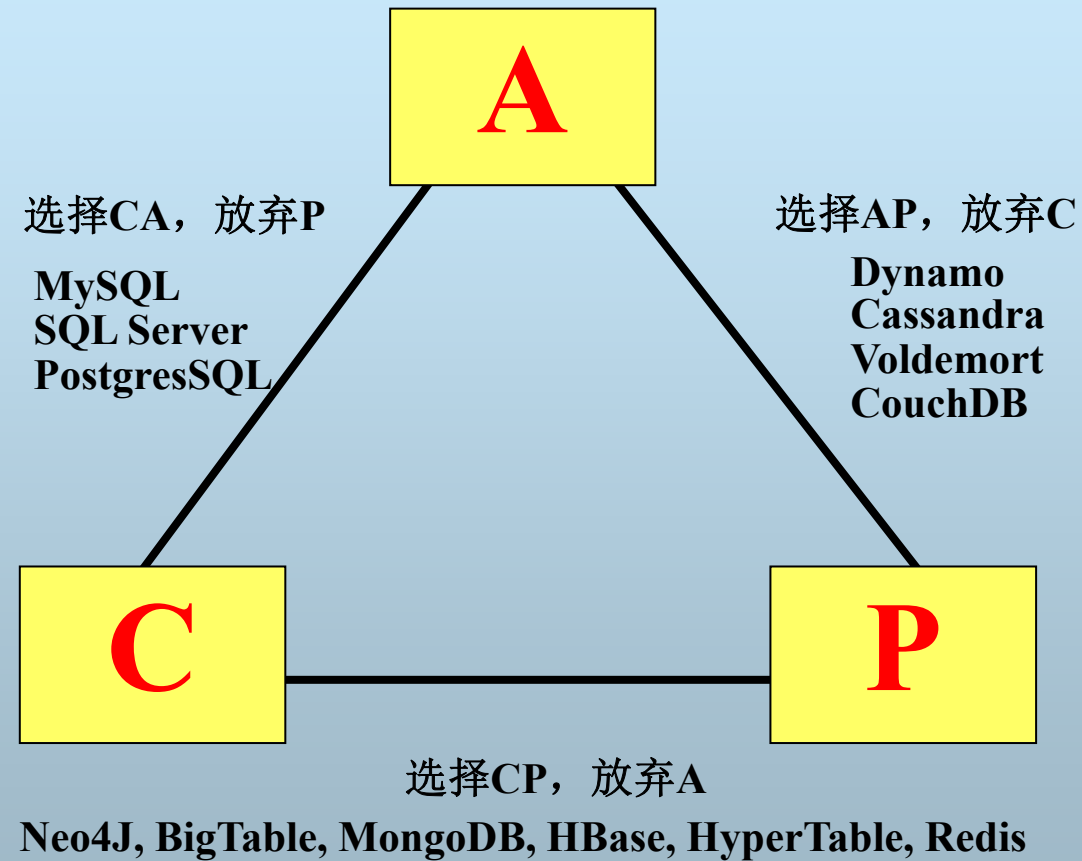 A
选择CA，放弃P
MySQL
SQL Server
PostgresSQL
选择AP，放弃C
Dynamo
Cassandra
Voldemort
CouchDB
C
P
选择CP，放弃A
Neo4J, BigTable, MongoDB, HBase, HyperTable, Redis